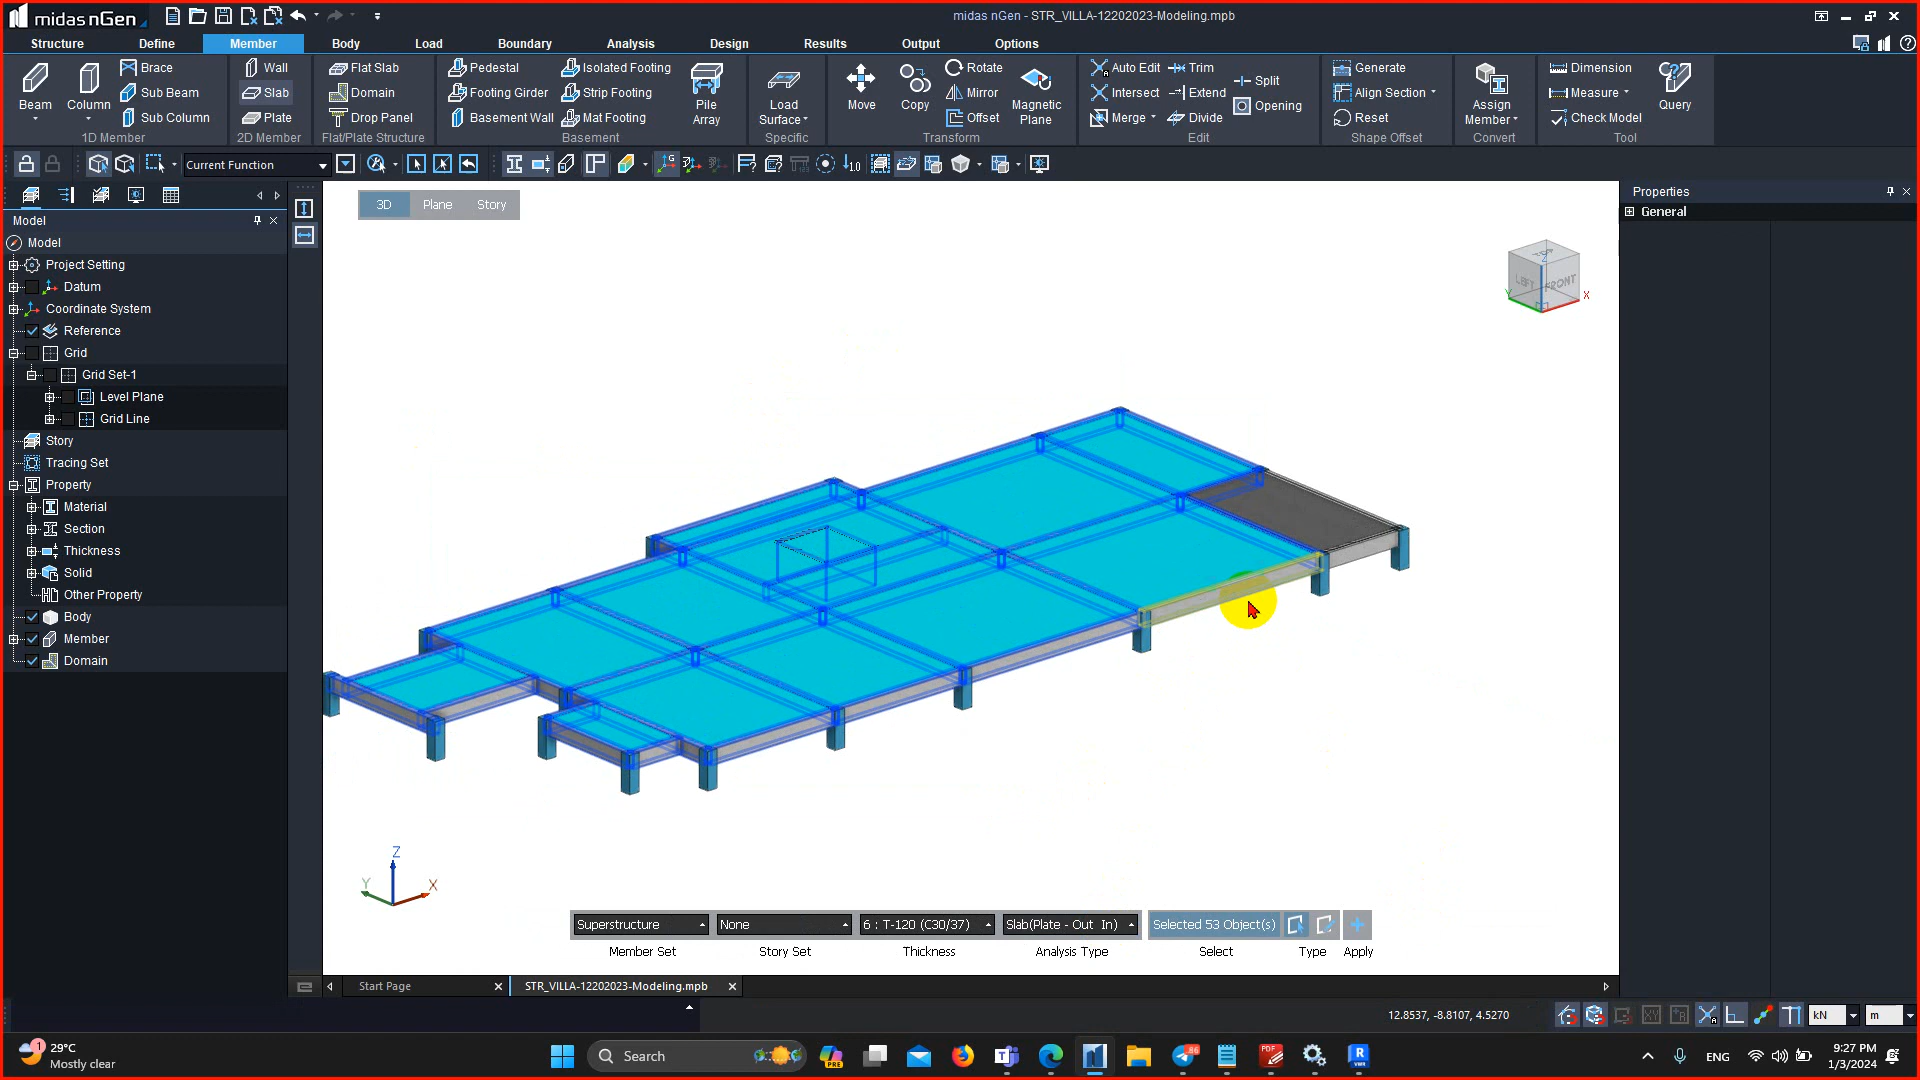 midas nGen
midas nGen - STR_VILLA-12202023-Modeling.mpb
Structure
Define
Member
Body
Load
Boundary
Analysis
Design
Results
Output
Options
Beam
Column
Brace
Sub Beam
Sub Column
1D Member
Wall
Slab
Plate
2D Member
Flat Slab
Domain
Drop Panel
Flat/Plate Structure
Pedestal
Footing Girder
Basement Wall
Isolated Footing
Strip Footing
Mat Footing
Pile
Array
Basement
Load
Surface
Specific
Move
Copy
Rotate
Mirror
Offset
Magnetic
Plane
Transform
Auto Edit
Intersect
Merge
Trim
Extend
Divide
Split
Opening
Edit
Generate
Align Section
Reset
Shape Offset
Assign
Member
Convert
Dimension
Measure
Check Model
Query
Tool
Current Function
Model
Model
Project Setting
Datum
Coordinate System
Reference
Grid
Grid Set-1
Level Plane
Grid Line
Story
Tracing Set
Property
Material
Section
Thickness
Solid
Other Property
Body
Member
Domain
3D
Plane
Story
TOP
LEFT
FRONT
Z
Y
X
Z
Y
X
Properties
General
Superstructure
None
6 : T-120 (C30/37)
Slab(Plate - Out In)
Selected 53 Object(s)
Member Set
Story Set
Thickness
Analysis Type
Select
Type
Apply
Start Page
STR_VILLA-12202023-Modeling.mpb
12.8537, -8.8107, 4.5270
kN
m
1
29°C
Mostly clear
Search
PRE
86
PDF
R
ENG
9:27 PM
1/3/2024